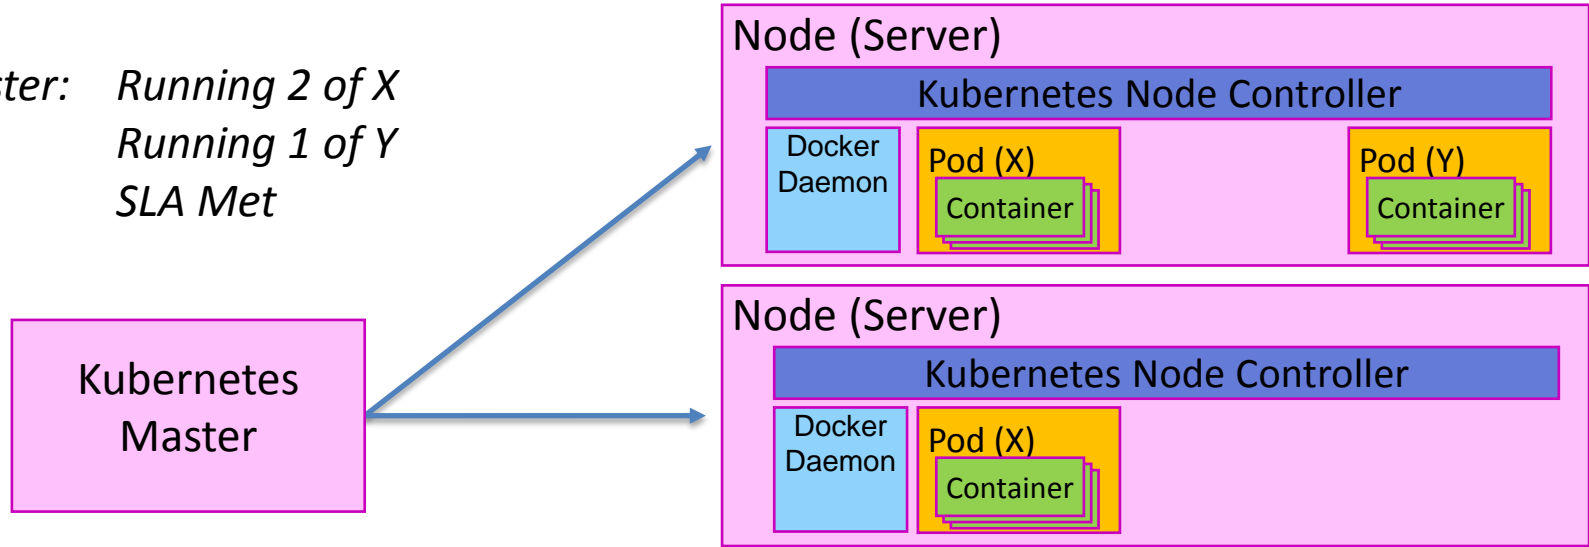 ster: Running 2 of X
Running 1 of Y
SLA Met
Kubernetes
Master
Node (Server)
Kubernetes Node Controller
Docker
Daemon
Pod (X)
Container
Pod (Y)
Container
Node (Server)
Kubernetes Node Controller
Docker
Daemon
Pod (X)
Container